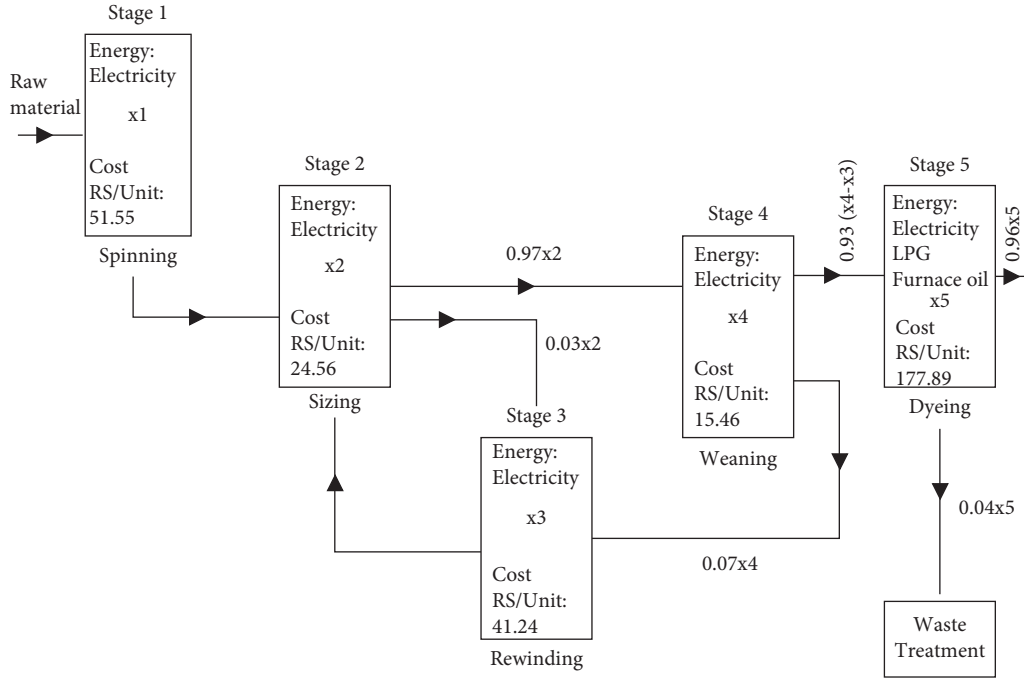 Stage 1
Energy:
Electricity
x1
Cost
RS/Unit:
51.55
Spinning
Raw
material
Stage 2
Energy:
Electricity
x2
Cost
RS/Unit:
24.56
Sizing
0.97x2
0.03x2
Stage 3
Energy:
Electricity
x3
Cost
RS/Unit:
41.24
Rewinding
Stage 4
Energy:
Electricity
x4
Cost
RS/Unit:
15.46
Weaning
0.07x4
0.93 (x4-x3)
Stage 5
Energy:
Electricity
LPG
Furnace oil
x5
Cost
RS/Unit:
177.89
Dyeing
0.96x5
0.04x5
Waste
Treatment